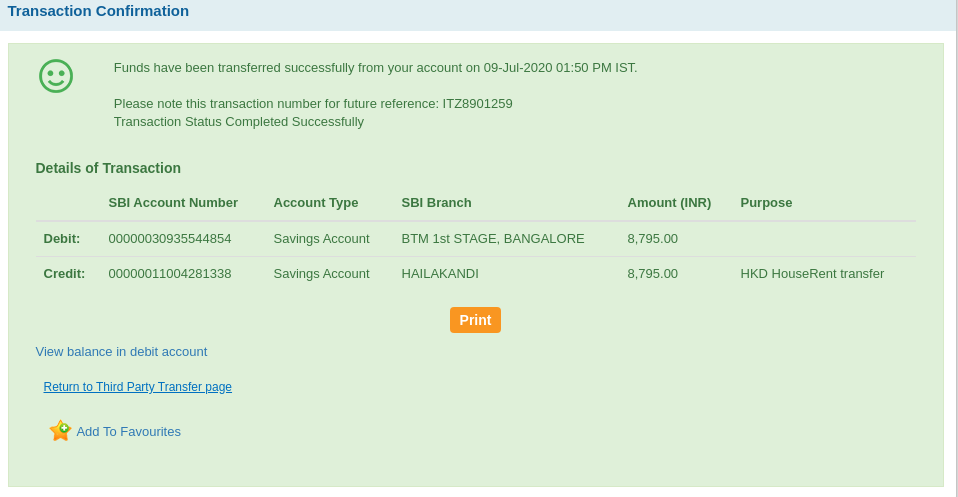 Transaction Confirmation
Funds have been transferred successfully from your account on 09-Jul-2020 01:50 PM IST.
Please note this transaction number for future reference: ITZ8901259
Transaction Status Completed Successfully
Details of Transaction
SBI Account Number Account Type SBI Branch Amount (INR) Purpose
Debit: 00000030935544854 Savings Account BTM 1st STAGE, BANGALORE 8,795.00
Credit: 00000011004281338 Savings Account HAILAKANDI 8,795.00 HKD HouseRent transfer
Print
View balance in debit account
Return to Third Party Transfer page
Add To Favourites